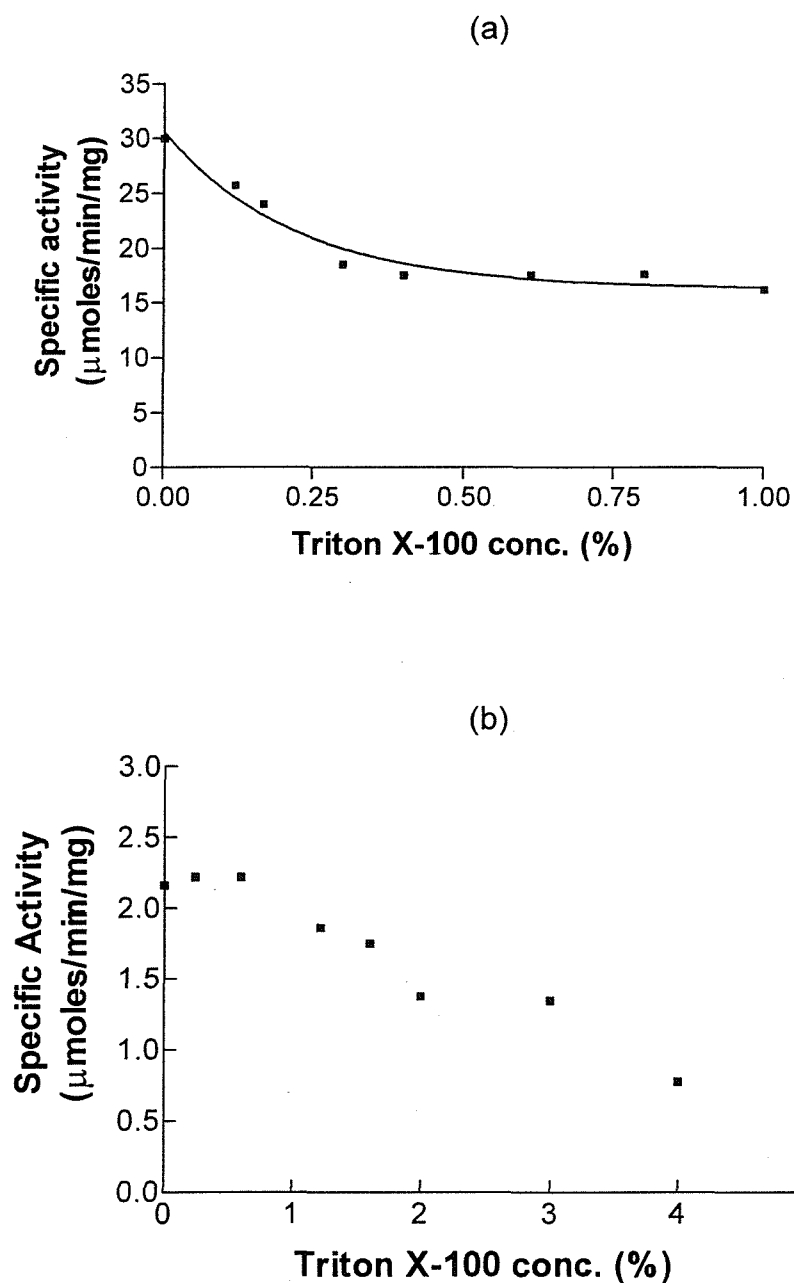 (a)
Specific activity
(μmoles/min/mg)
35
30
25
20
15
10
5
0
0.00 0.25 0.50 0.75 1.00
Triton X-100 conc. (%)
(b)
Specific Activity
(μmoles/min/mg)
3.0
2.5
2.0
1.5
1.0
0.5
0.0
0 1 2 3 4
Triton X-100 conc. (%)